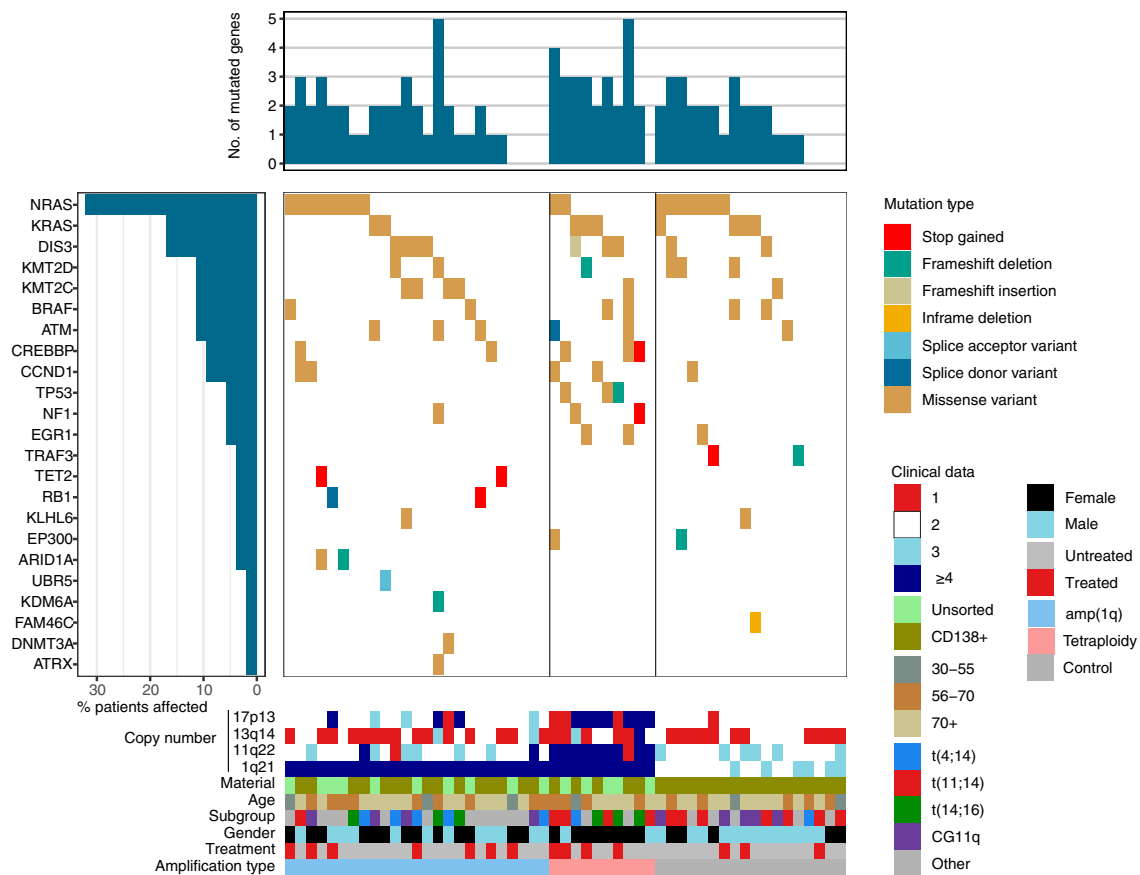 No. of mutated genes
5
4
3
2
1
0
NRAS
KRAS
DIS3
KMT2D
KMT2C
BRAF
ATM
CREBBP
CCND1
TP53
NF1
EGR1
TRAF3
TET2
RB1
KLHL6
EP300
ARID1A
UBR5
KDM6A
FAM46C
DNMT3A
ATRX
30 20 10 0
% patients affected
Mutation type
Stop gained
Frameshift deletion
Frameshift insertion
Inframe deletion
Splice acceptor variant
Splice donor variant
Missense variant
Clinical data
1
2
3
≥4
Unsorted
CD138+
30−55
56−70
70+
t(4;14)
t(11;14)
t(14;16)
CG11q
Other
Female
Male
Untreated
Treated
amp(1q)
Tetraploidy
Control
Copy number
17p13
13q14
11q22
1q21
Material
Age
Subgroup
Gender
Treatment
Amplification type